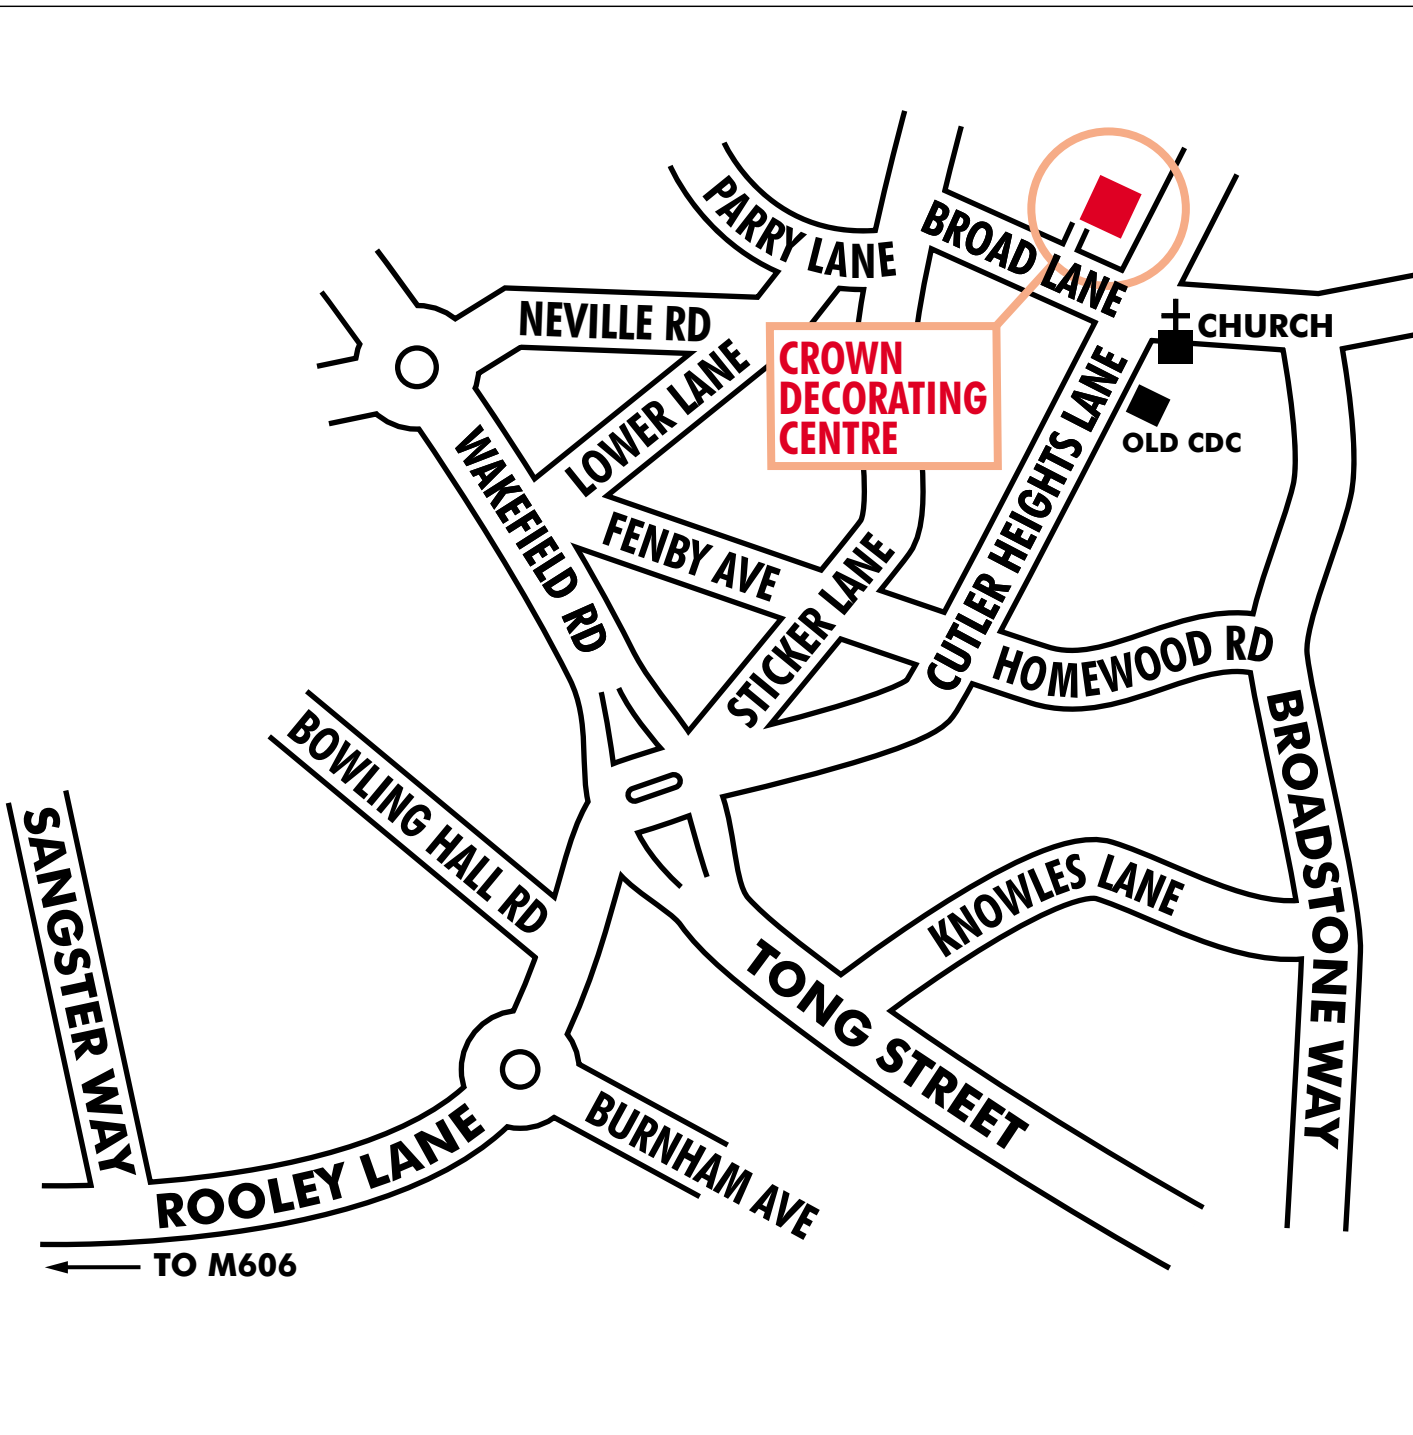 PARRY LANE
BROAD LANE
NEVILLE RD
CHURCH
LOWER LANE
CROWN
DECORATING
CENTRE
OLD CDC
WAKEFIELD RD
FENBY AVE
CUTLER HEIGHTS LANE
STICKER LANE
HOMEWOOD RD
BOWLING HALL RD
BROADSTONE WAY
SANGSTER WAY
KNOWLES LANE
TONG STREET
ROOLEY LANE
BURNHAM AVE
TO M606